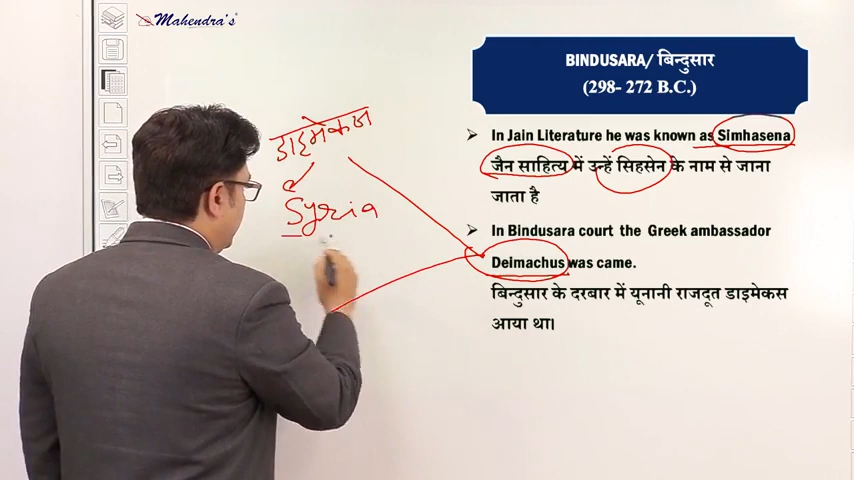 Mahendra's
BINDUSARA/ बिन्दुसार
(298- 272 B.C.)
In Jain Literature he was known as Simhasena
जैन साहित्य में उन्हें सिहसेन के नाम से जाना
जाता है
In Bindusara court the Greek ambassador
Deimachus was came.
बिन्दुसार के दरबार में यूनानी राजदूत डाइमेकस
आया था।
डाइमेकस
Syria